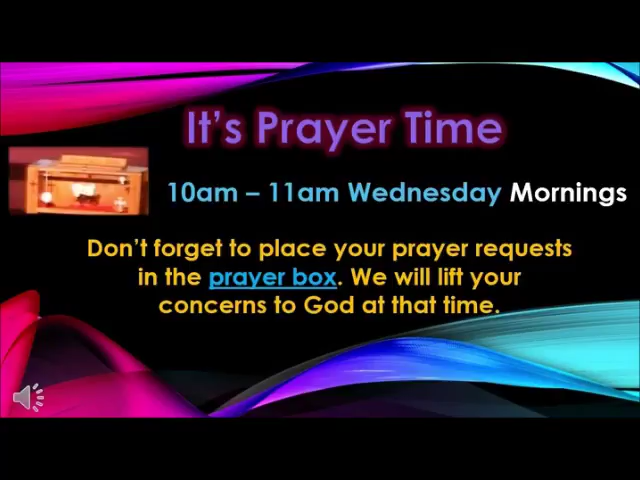 It's Prayer Time
10am – 11am Wednesday Mornings
Don't forget to place your prayer requests
in the prayer box. We will lift your
concerns to God at that time.